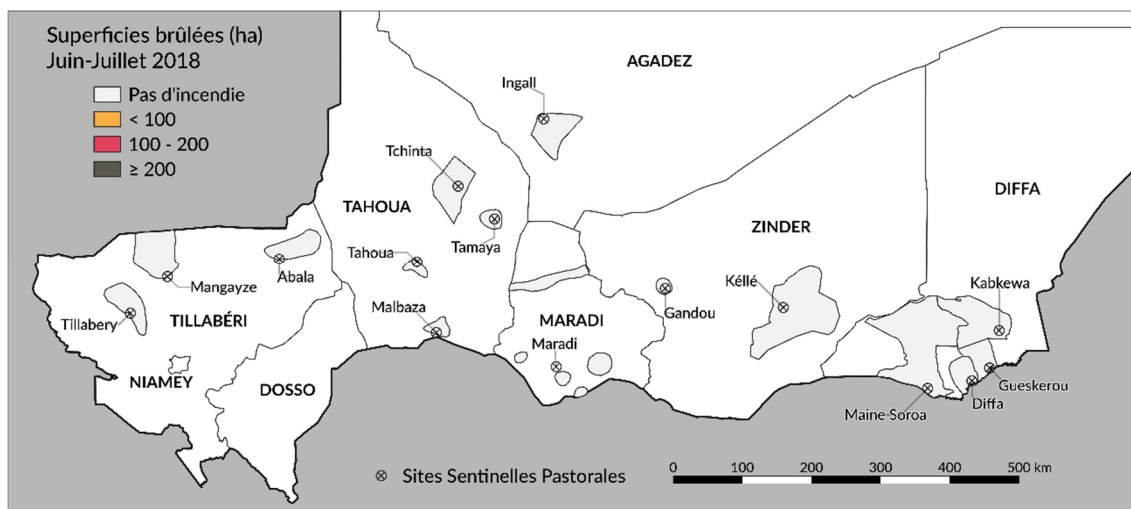 Superficies brûlées (ha)
Juin-Juillet 2018
Pas d'incendie
< 100
100 - 200
≥ 200
AGADEZ
Ingall
Tchinta
DIFFA
TAHOUA
ZINDER
Tamaya
Tahoua
Abala
Mangayze
Kéllé
Kabkewa
Malbaza
Gandou
Tillabery
TILLABÉRI
MARADI
Maradi
NIAMEY
DOSSO
Gueskerou
Diffa
Maine-Soroa
Sites Sentinelles Pastorales
0 100 200 300 400 500 km